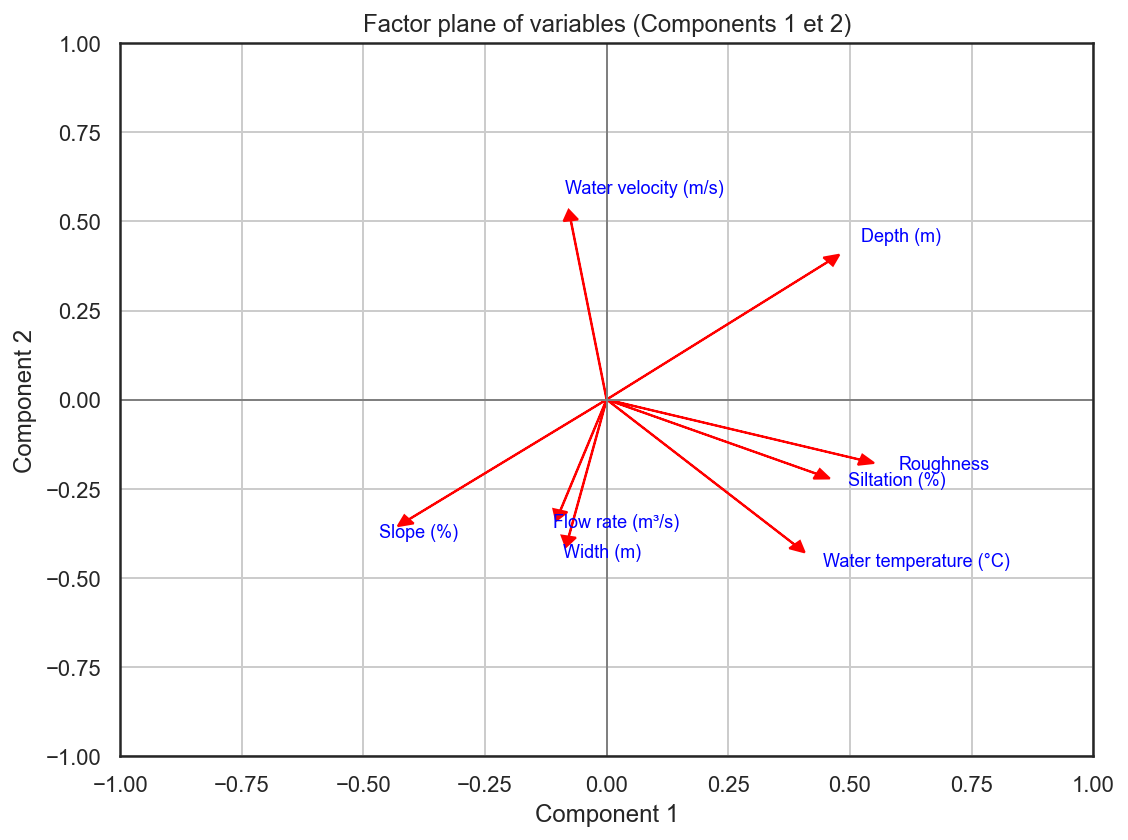 Factor plane of variables (Components 1 et 2)
1.00
0.75
0.50
0.25
0.00
−0.25
−0.50
−0.75
−1.00
Component 2
Water velocity (m/s)
Depth (m)
Roughness
Siltation (%)
Flow rate (m³/s)
Slope (%)
Width (m)
Water temperature (°C)
−1.00 −0.75 −0.50 −0.25 0.00 0.25 0.50 0.75 1.00
Component 1